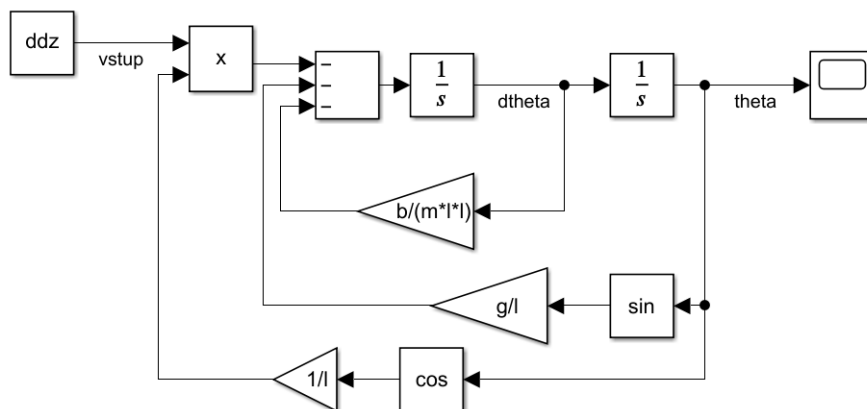 ddz
vstup
x
−
−
−
1
s
dtheta
1
s
theta
b/(m*l*l)
g/l
sin
1/l
cos